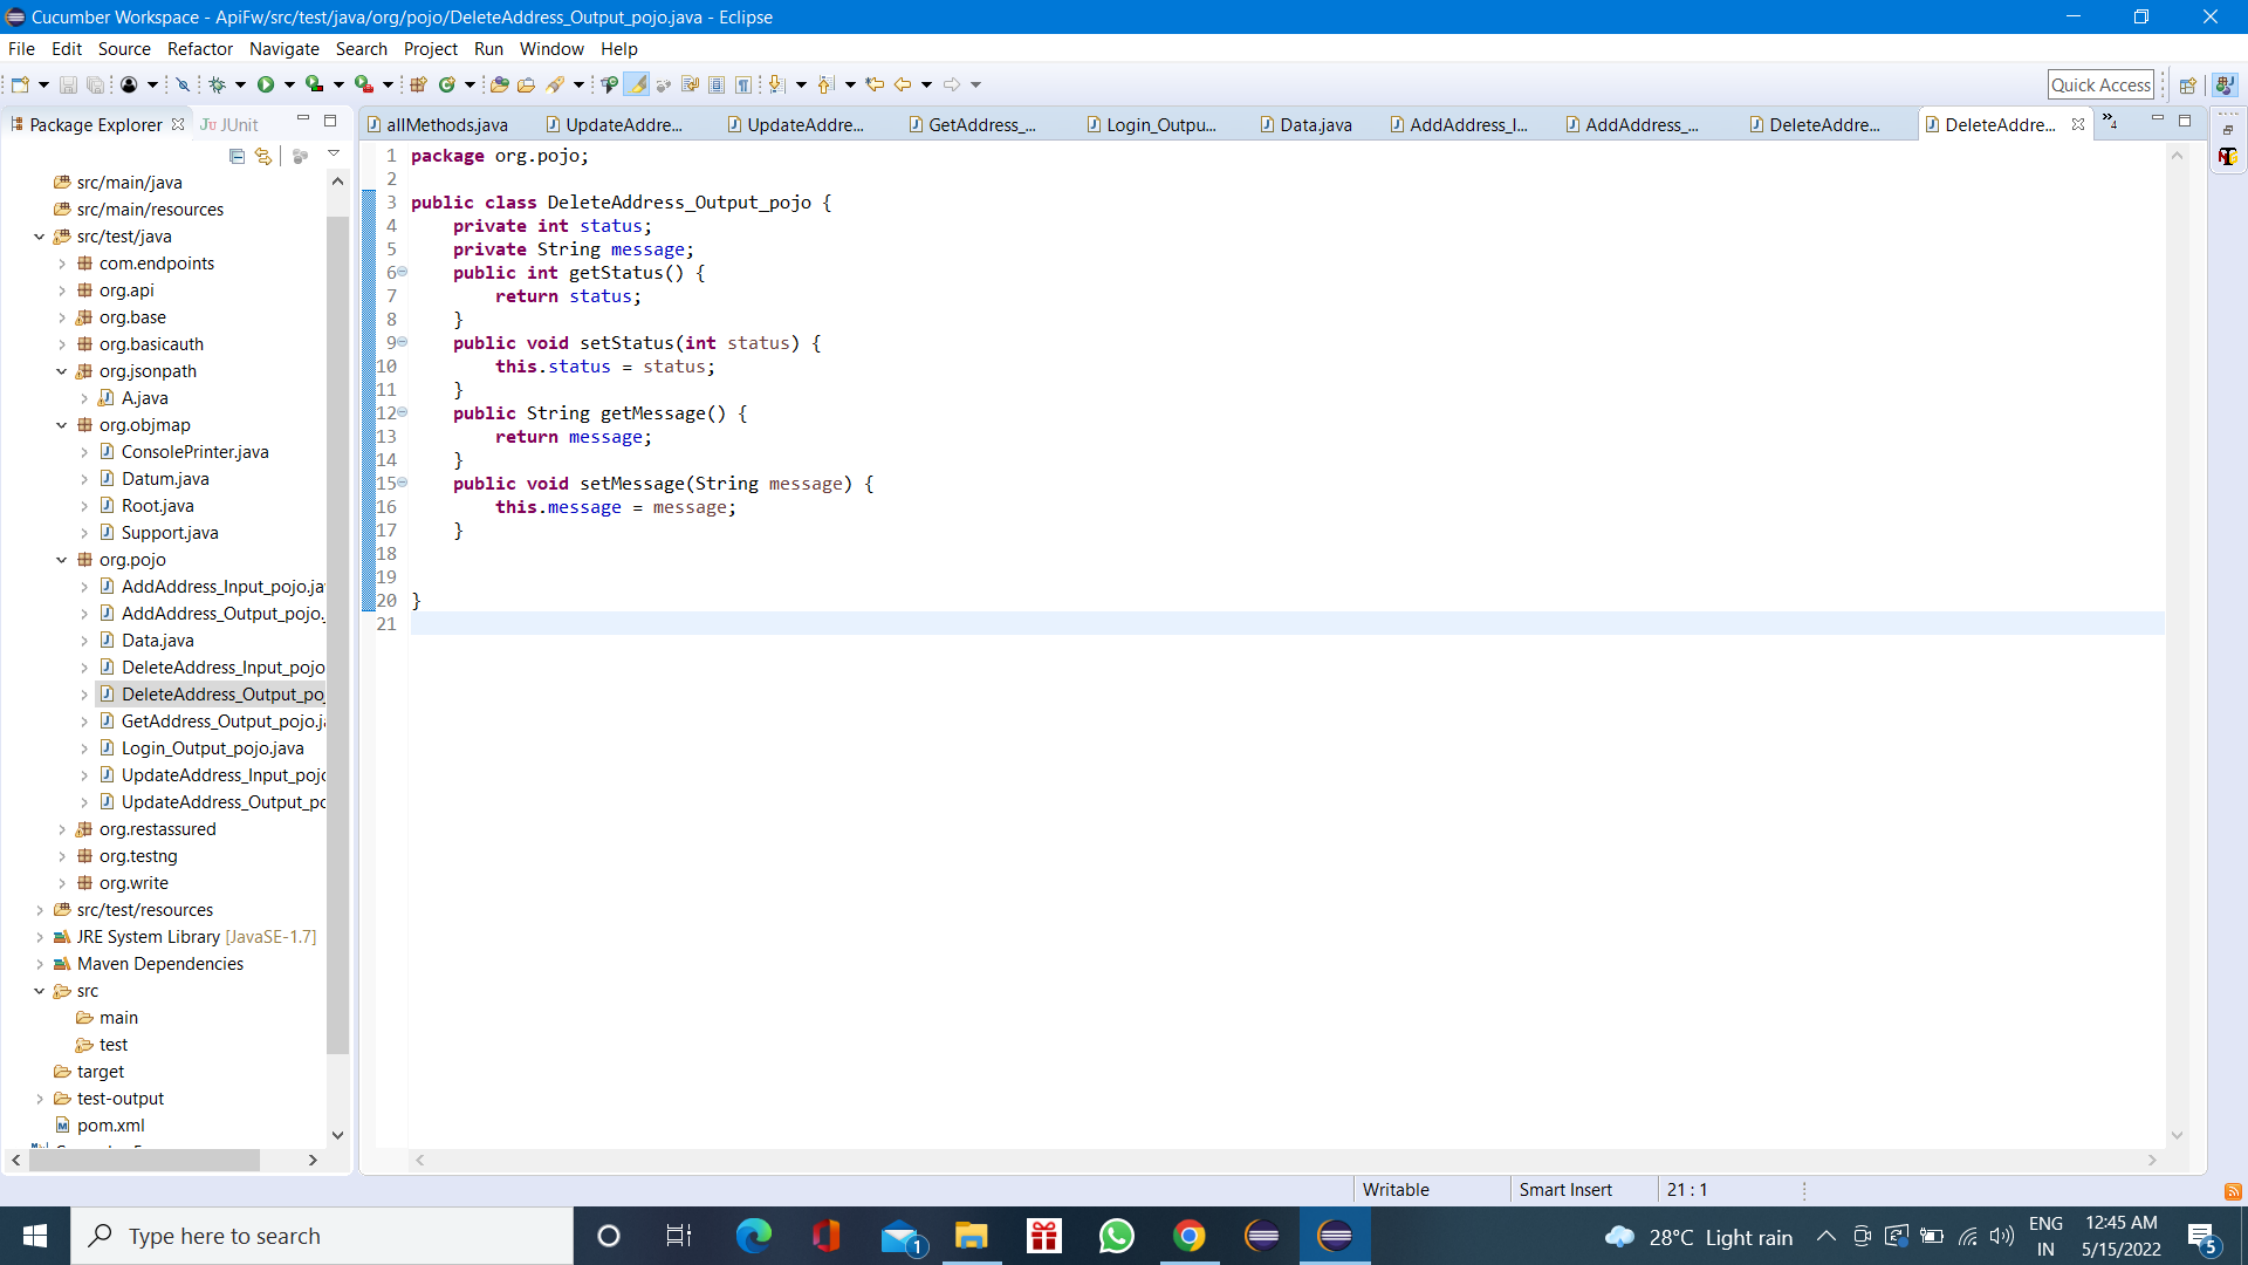 Cucumber Workspace - ApiFw/src/test/java/org/pojo/DeleteAddress_Output_pojo.java - Eclipse
File Edit Source Refactor Navigate Search Project Run Window Help
Quick Access
Package Explorer
JUnit
allMethods.java
UpdateAddre...
UpdateAddre...
GetAddress_...
Login_Outpu...
Data.java
AddAddress_I...
AddAddress_...
DeleteAddre...
DeleteAddre...
»4
src/main/java
src/main/resources
src/test/java
com.endpoints
org.api
org.base
org.basicauth
org.jsonpath
A.java
org.objmap
ConsolePrinter.java
Datum.java
Root.java
Support.java
org.pojo
AddAddress_Input_pojo.ja
AddAddress_Output_pojo.
Data.java
DeleteAddress_Input_pojo
DeleteAddress_Output_po
GetAddress_Output_pojo.j
Login_Output_pojo.java
UpdateAddress_Input_pojo
UpdateAddress_Output_po
org.restassured
org.testng
org.write
src/test/resources
JRE System Library [JavaSE-1.7]
Maven Dependencies
src
main
test
target
test-output
pom.xml
1 package org.pojo;
2
3 public class DeleteAddress_Output_pojo {
4 private int status;
5 private String message;
6 public int getStatus() {
7 return status;
8 }
9 public void setStatus(int status) {
10 this.status = status;
11 }
12 public String getMessage() {
13 return message;
14 }
15 public void setMessage(String message) {
16 this.message = message;
17 }
18
19
20 }
21
Writable
Smart Insert
21 : 1
Type here to search
1
28°C Light rain
ENG
IN
12:45 AM
5/15/2022
5